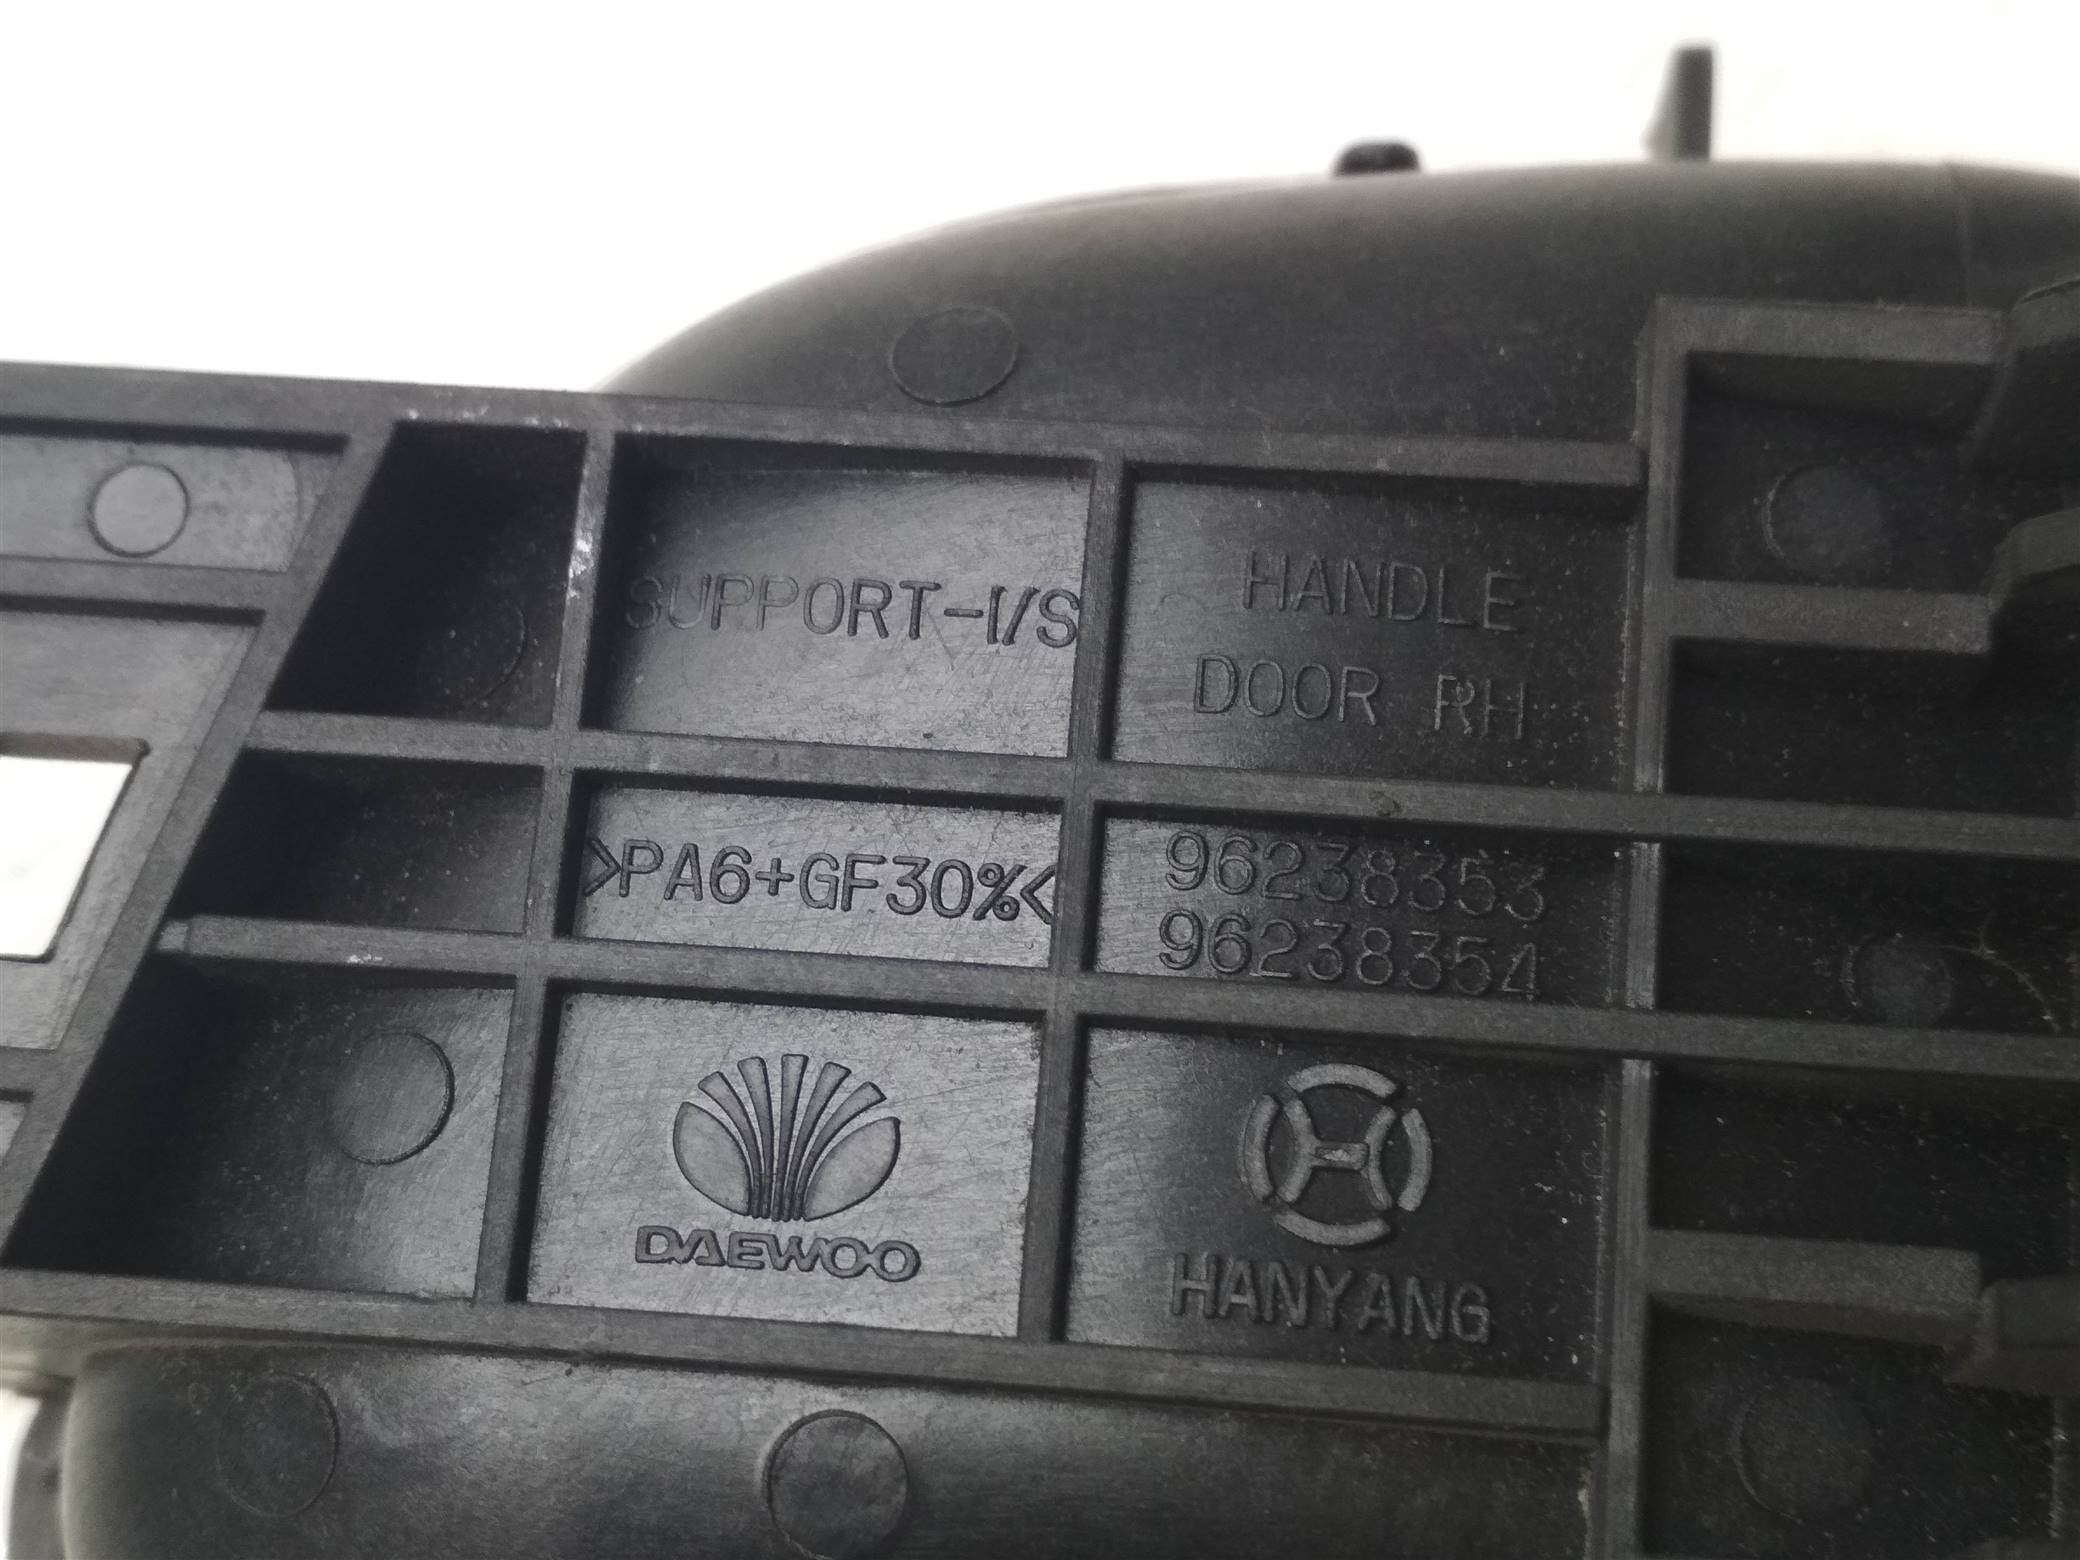 SUPPORT-I/S
HANDLE
DOOR RH
>PA6+GF30%<
96238353
96238354
DAEWOO
HANYANG